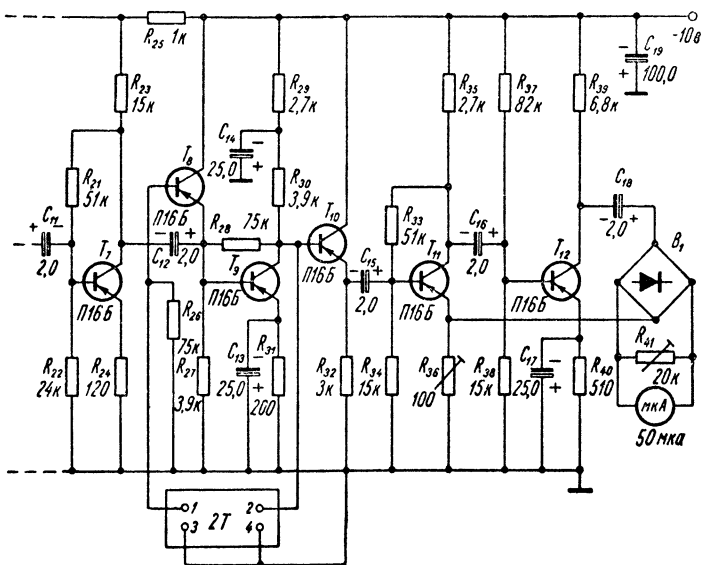 R25 1к
-10в
R23 15к
R29 2,7к
R35 2,7к
R37 82к
R39 6,8к
C19 100,0
C14 25,0
T8
П16Б
R21 51к
R30 3,9к
C18 2,0
C11 2,0
R28 75к
T10
R33 51к
C16 2,0
B1
T7
C12 2,0
T9
П16Б
C15 2,0
T11
T12
П16Б
П16Б
П16Б
П16Б
R26 75к
R41 20к
C13 25,0
R31 200
C17 25,0
R22 24к
R24 120
R27 3,9к
R32 3к
R34 15к
R36 100
R38 15к
R40 510
мкА
50 мка
1 2
2Т
3 4